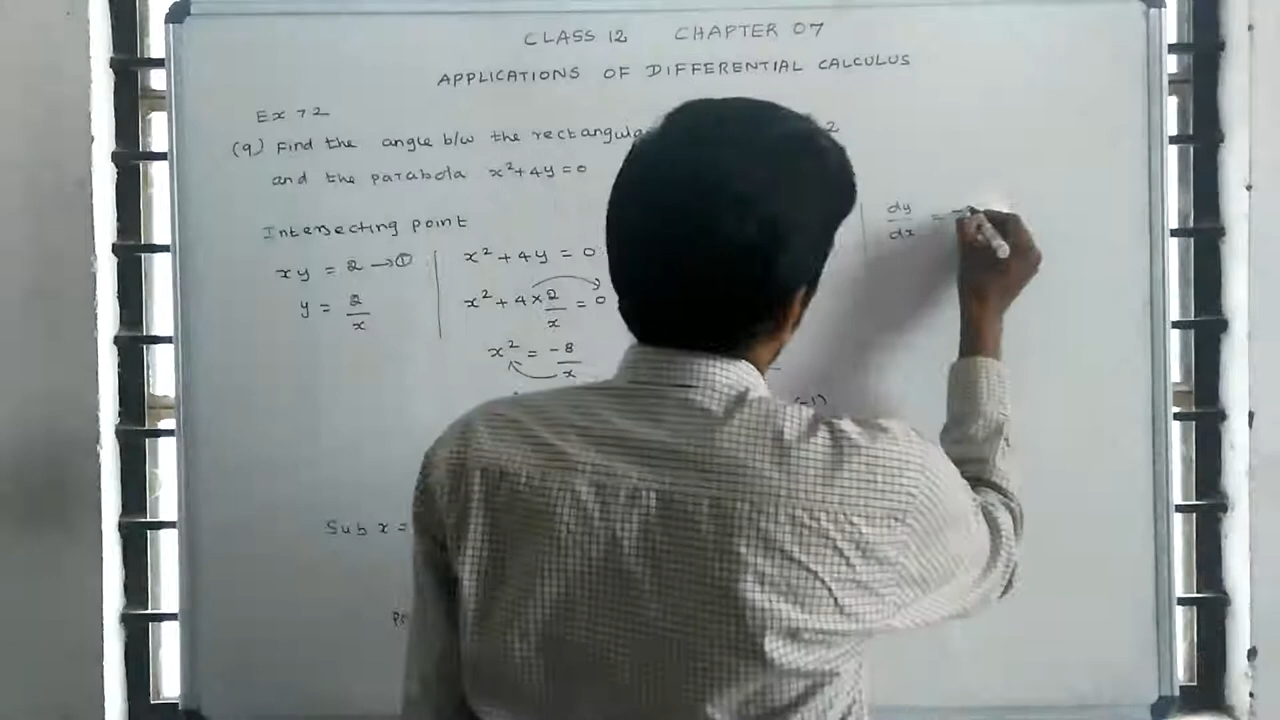 CLASS 12 CHAPTER 07
APPLICATIONS OF DIFFERENTIAL CALCULUS
Ex 7 2
(9) Find the angle b/w the rectangula 2
and the parabola x²+4y=0
Intersecting point
xy = 2 → ①
y = 2/x
x² + 4y = 0
x² + 4 × 2/x = 0
x² = -8/x
(-1)
Sub x =
dy/dx = -